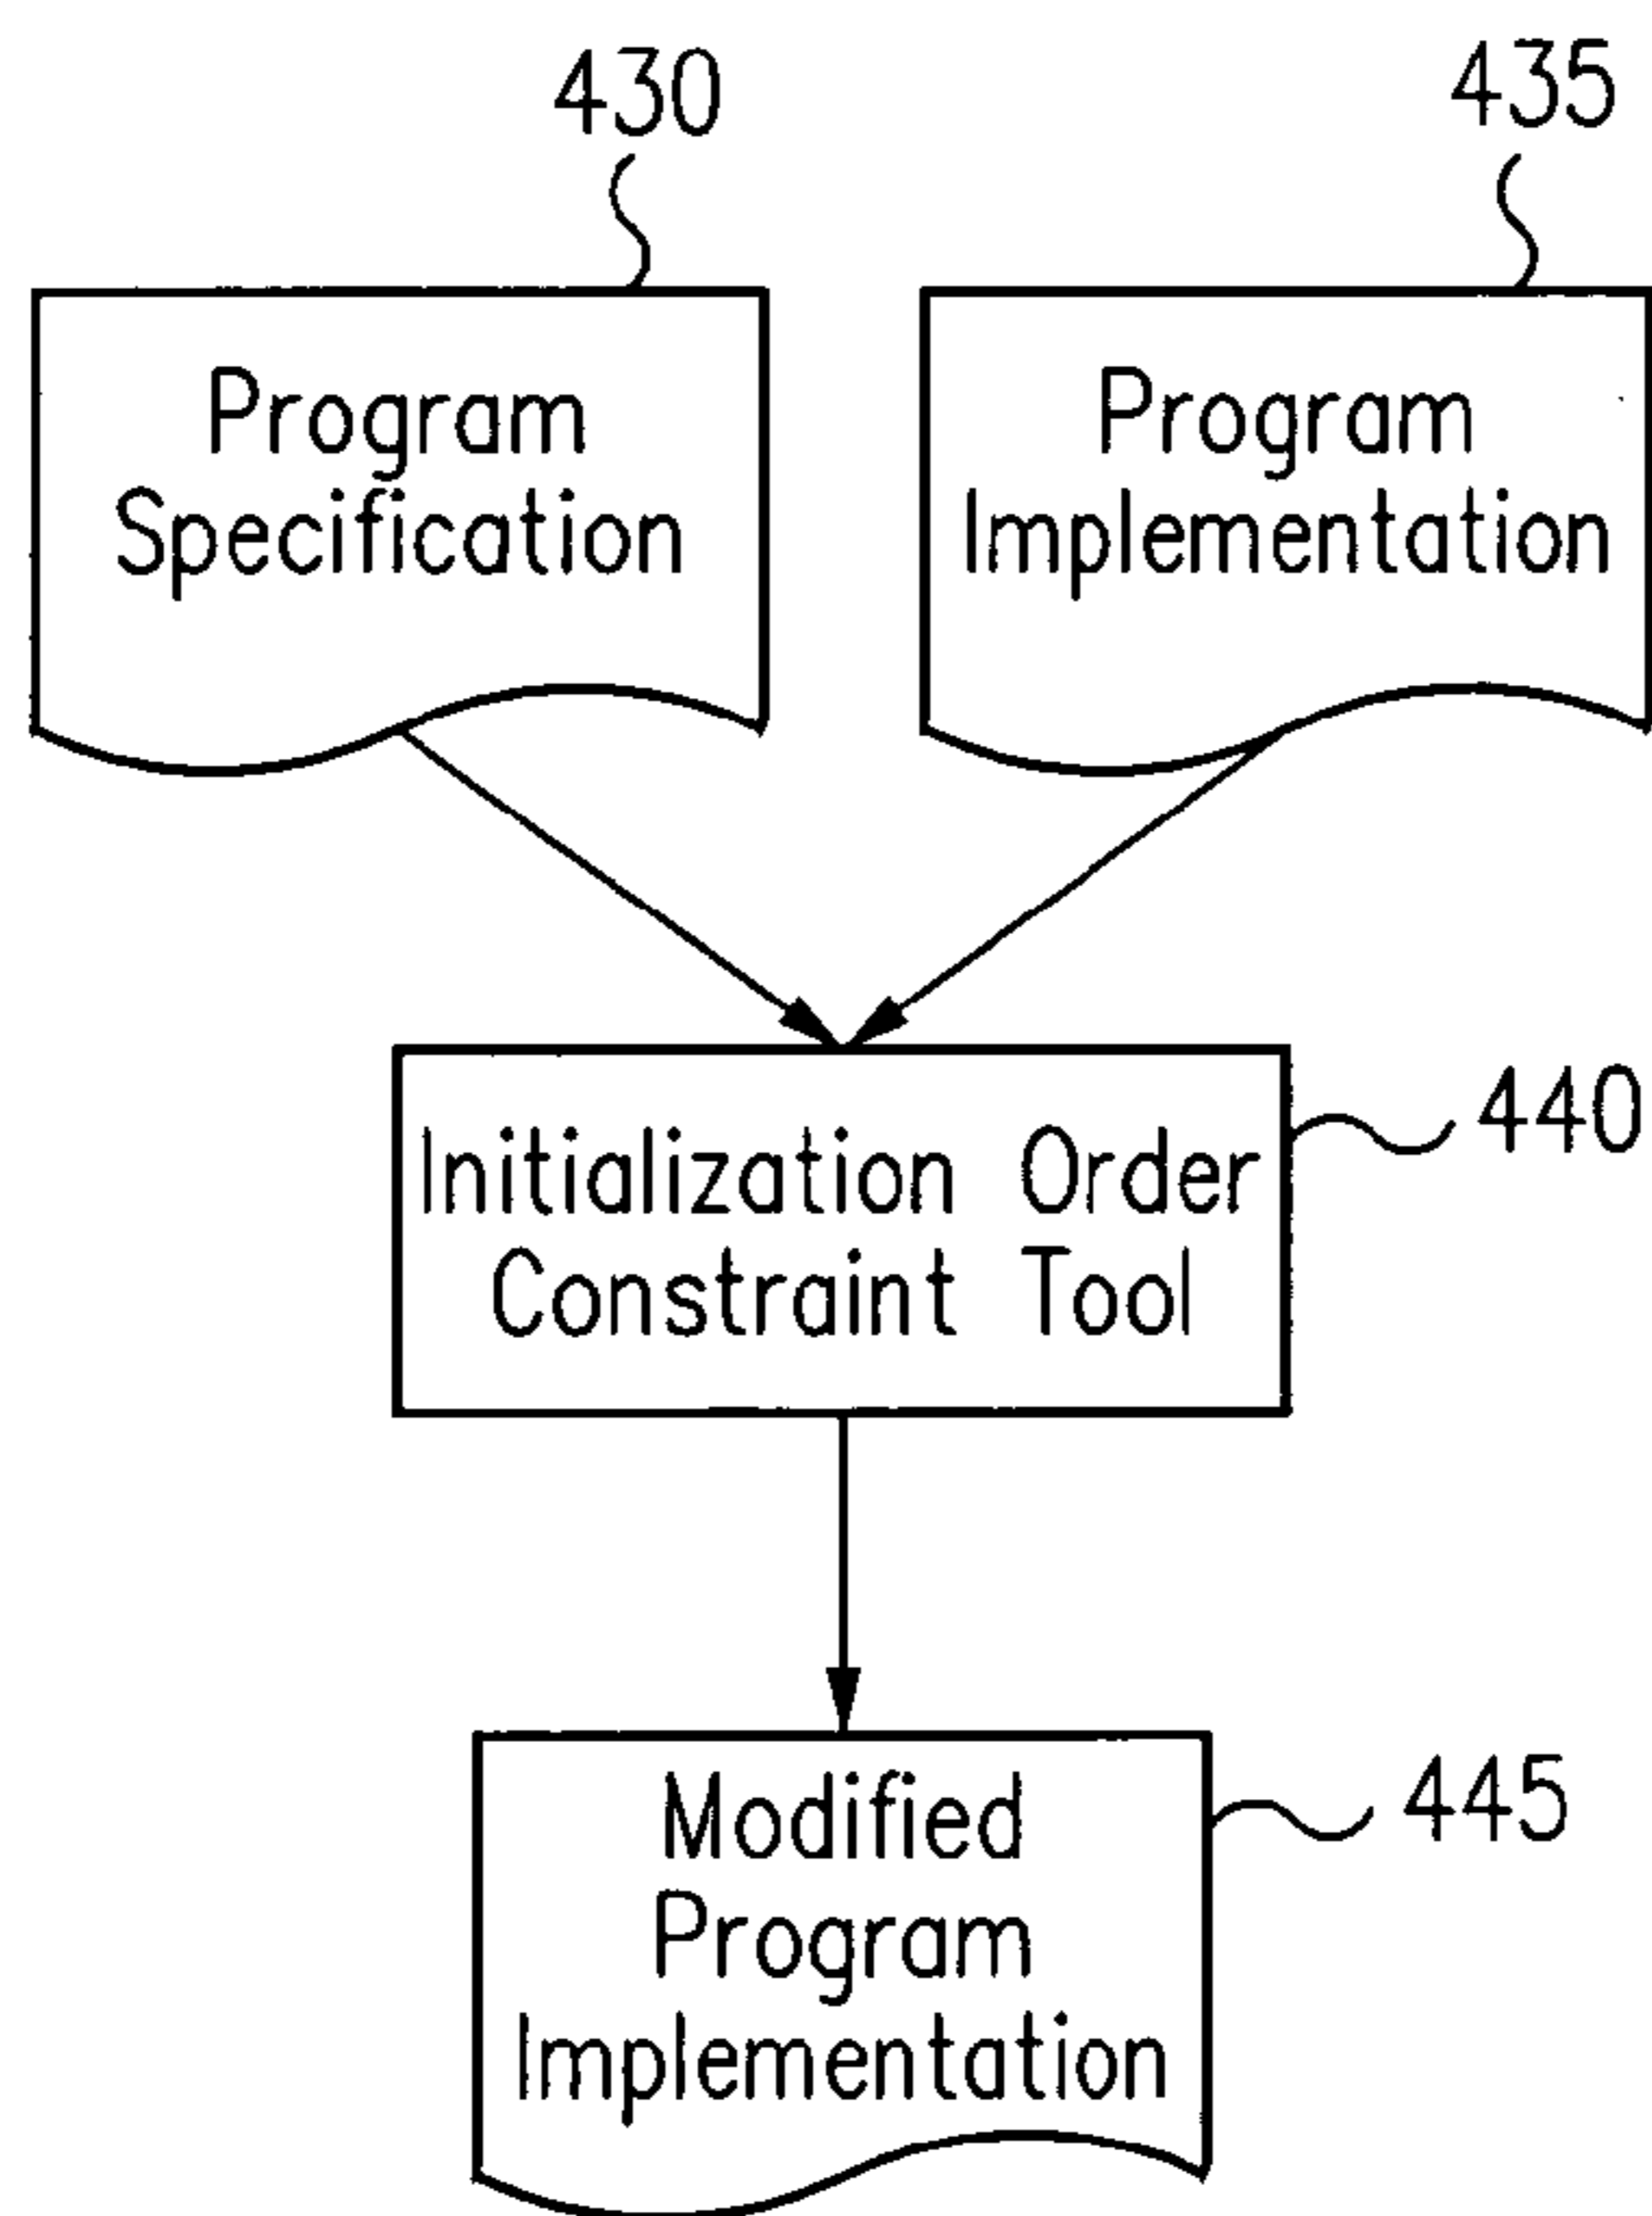 430
435
Program
Specification
Program
Implementation
Initialization Order
Constraint Tool
440
Modified
Program
Implementation
445